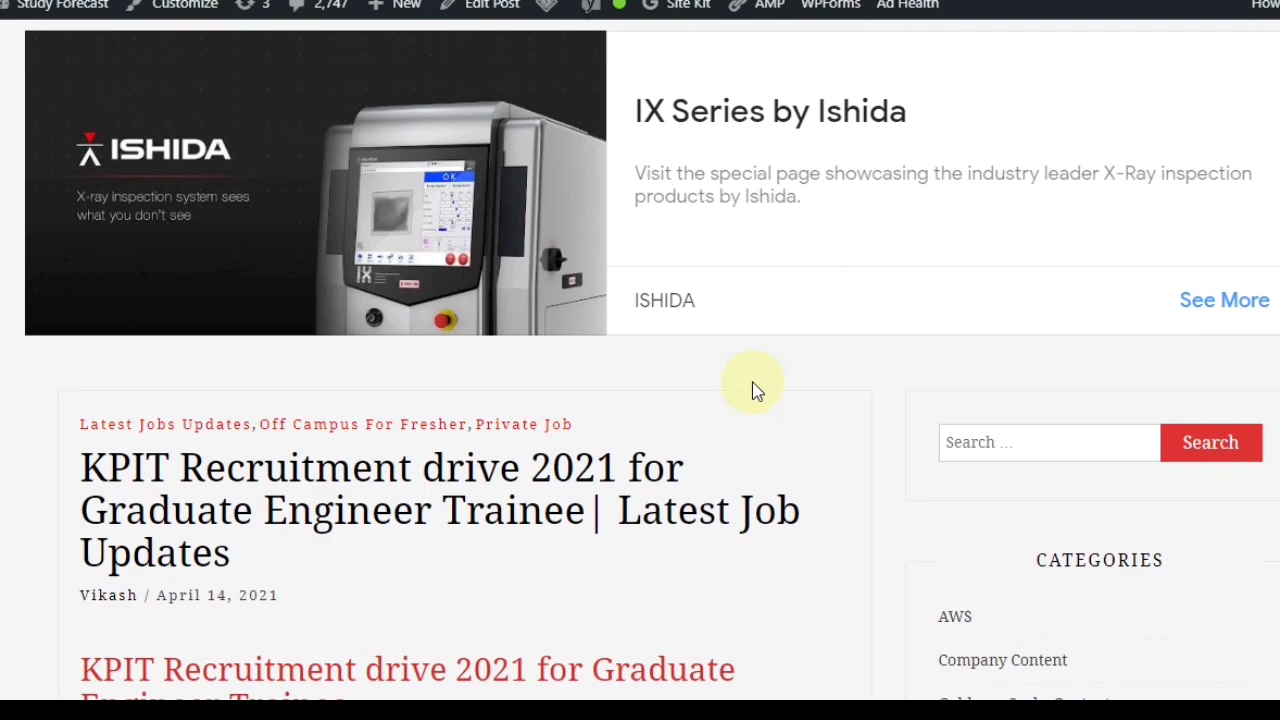 Study Forecast Customize 3 2,747 New Edit Post Site Kit AMP WPForms Ad Health How
ISHIDA
X-ray inspection system sees
what you don't see
OK
IX
IX Series by Ishida
Visit the special page showcasing the industry leader X-Ray inspection
products by Ishida.
ISHIDA See More
Latest Jobs Updates,Off Campus For Fresher,Private Job
KPIT Recruitment drive 2021 for
Graduate Engineer Trainee| Latest Job
Updates
Vikash / April 14, 2021
KPIT Recruitment drive 2021 for Graduate
Engineer Trainee
Search ... Search
CATEGORIES
AWS
Company Content